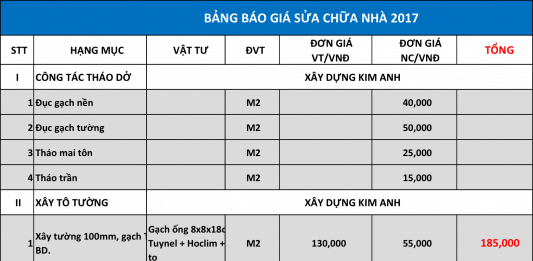 BẢNG BÁO GIÁ SỬA CHỮA NHÀ 2017
STT HẠNG MỤC VẬT TƯ ĐVT ĐƠN GIÁ VT/VNĐ ĐƠN GIÁ NC/VNĐ TỔNG
I CÔNG TÁC THÁO DỞ XÂY DỰNG KIM ANH
1 Đục gạch nền M2 40,000
2 Đục gạch tường M2 50,000
3 Tháo mai tôn M2 25,000
4 Tháo trần M2 15,000
II XÂY TÔ TƯỜNG XÂY DỰNG KIM ANH
1 Xây tường 100mm, gạch BD. Gạch ống 8x8x18 Tuynel + Hoclim + to M2 130,000 55,000 185,000